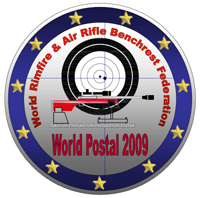 World Rimfire & Air Rifle Benchrest Federation
World Postal 2009